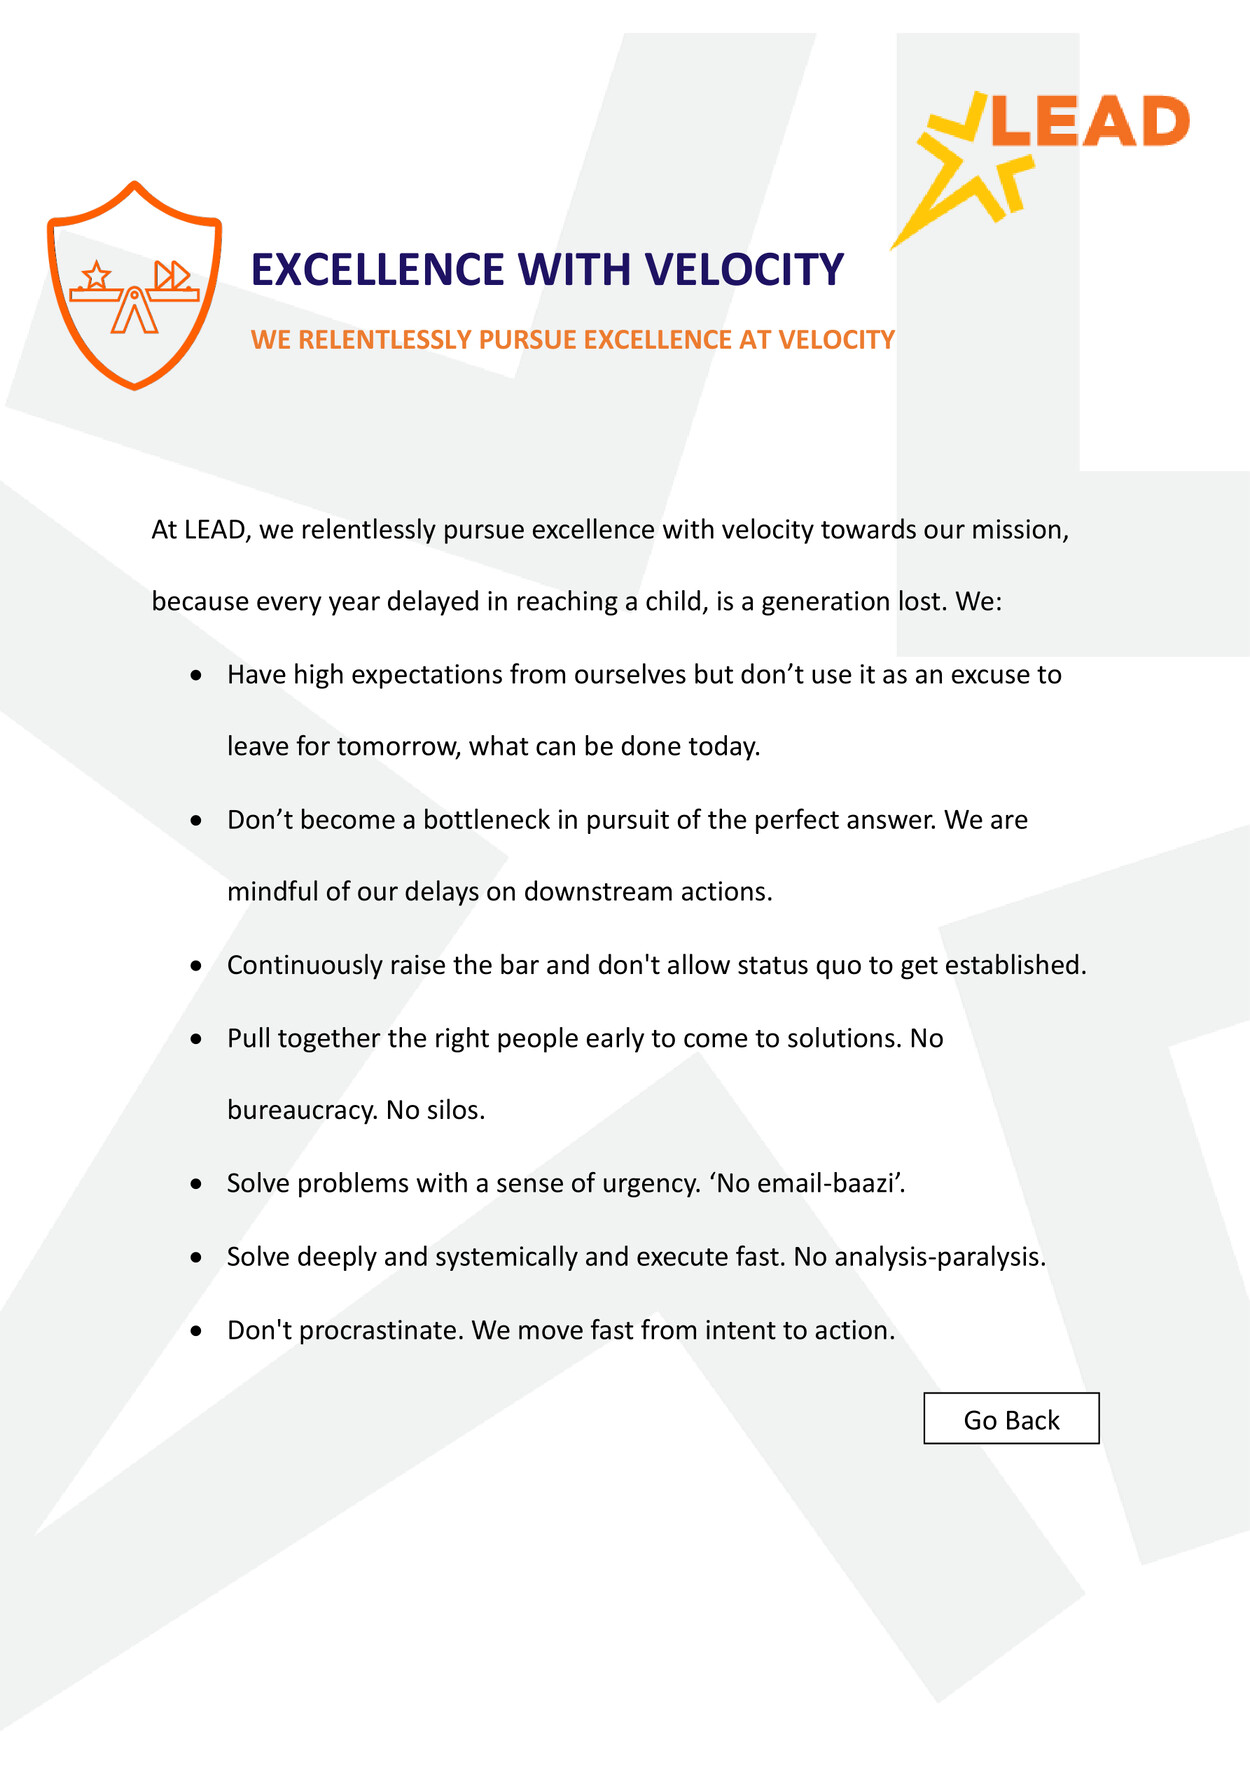 LEAD
EXCELLENCE WITH VELOCITY
WE RELENTLESSLY PURSUE EXCELLENCE AT VELOCITY
At LEAD, we relentlessly pursue excellence with velocity towards our mission,
because every year delayed in reaching a child, is a generation lost. We:
• Have high expectations from ourselves but don’t use it as an excuse to
leave for tomorrow, what can be done today.
• Don’t become a bottleneck in pursuit of the perfect answer. We are
mindful of our delays on downstream actions.
• Continuously raise the bar and don't allow status quo to get established.
• Pull together the right people early to come to solutions. No
bureaucracy. No silos.
• Solve problems with a sense of urgency. ‘No email-baazi’.
• Solve deeply and systemically and execute fast. No analysis-paralysis.
• Don't procrastinate. We move fast from intent to action.
Go Back